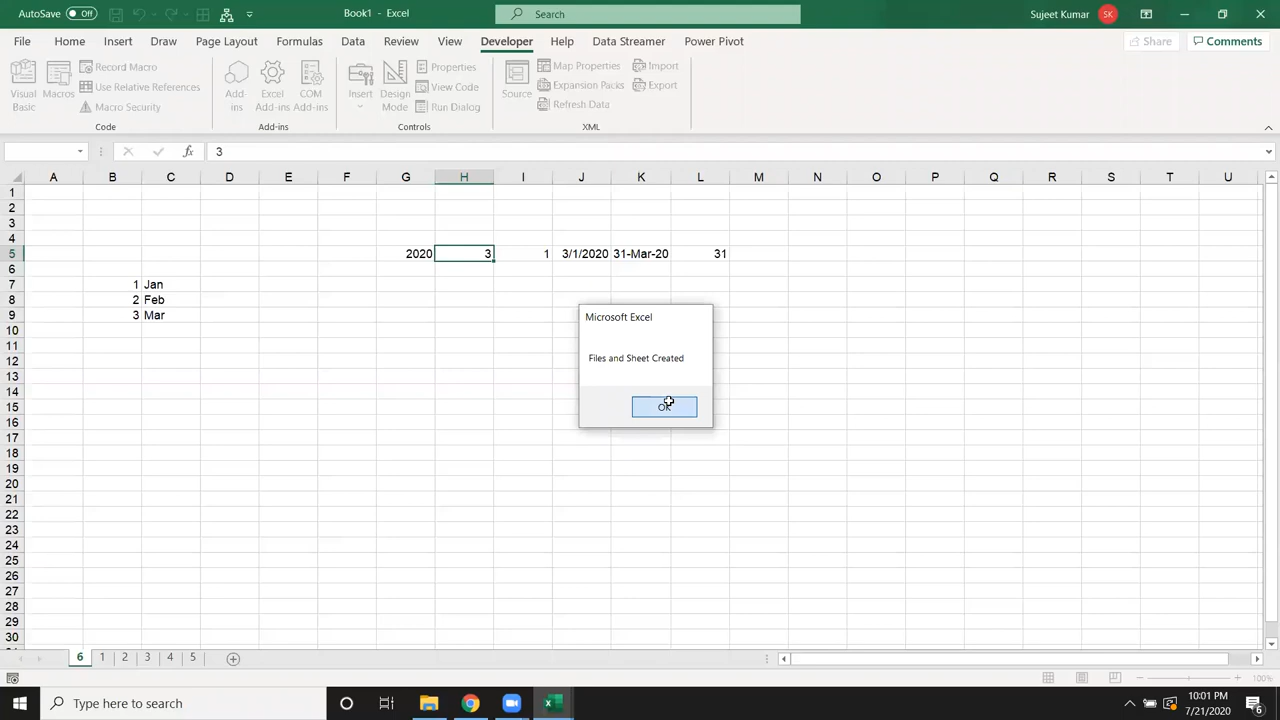 AutoSave Off Book1 - Excel Search Sujeet Kumar SK
File Home Insert Draw Page Layout Formulas Data Review View Developer Help Data Streamer Power Pivot Share Comments
Visual Basic
Macros
Record Macro
Use Relative References
Macro Security
Code
Add ins
Excel Add-ins
COM Add-ins
Add-ins
Insert
Design Mode
Properties
View Code
Run Dialog
Controls
Source
Map Properties
Expansion Packs
Refresh Data
Import
Export
XML
fx 3
A B C D E F G H I J K L M N O P Q R S T U
1
2
3
4
5 2020 3 1 3/1/2020 31-Mar-20 31
6
7 1 Jan
8 2 Feb
9 3 Mar
10
11
12
13
14
15
16
17
18
19
20
21
22
23
24
25
26
27
28
29
30
Microsoft Excel
Files and Sheet Created
OK
6 1 2 3 4 5
100%
Type here to search
10:01 PM
7/21/2020
6